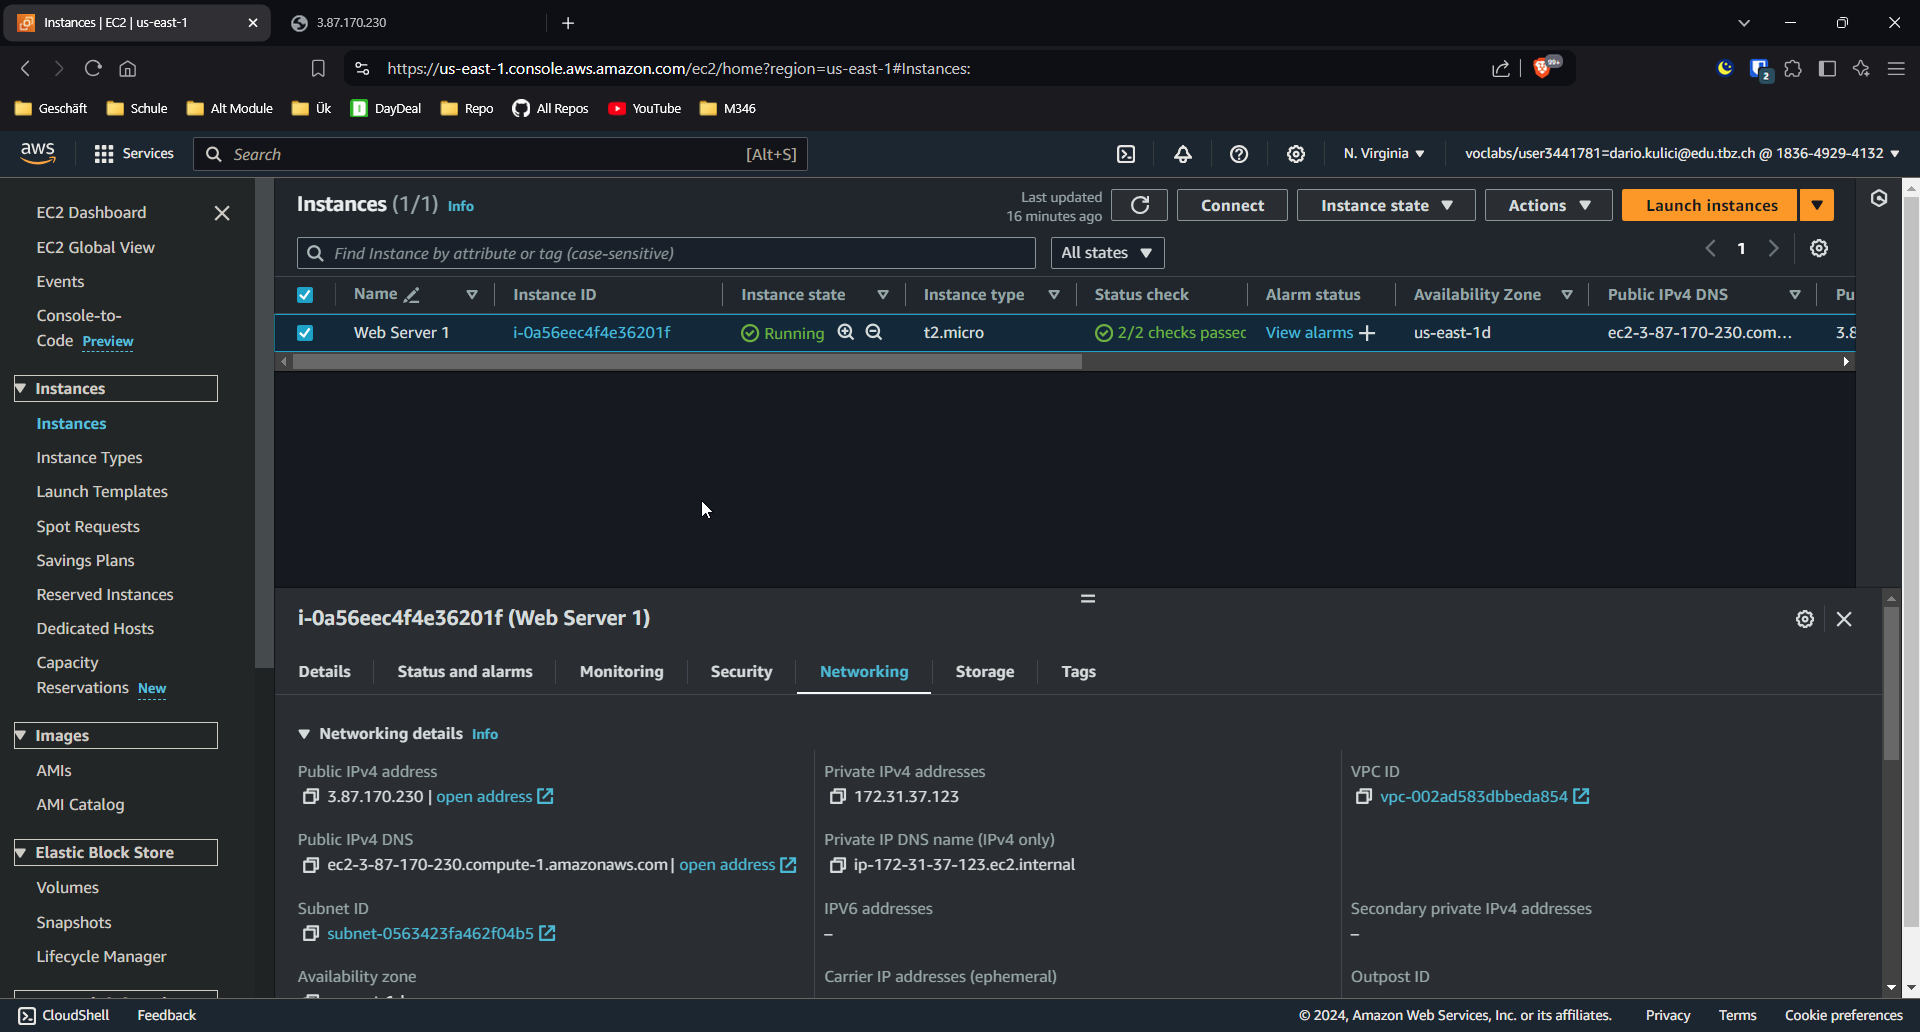 Instances | EC2 | us-east-1
3.87.170.230
https://us-east-1.console.aws.amazon.com/ec2/home?region=us-east-1#Instances:
99+
2
Geschäft
Schule
Alt Module
Ük
DayDeal
Repo
All Repos
YouTube
M346
aws
Services
Search
[Alt+S]
N. Virginia
voclabs/user3441781=dario.kulici@edu.tbz.ch @ 1836-4929-4132
EC2 Dashboard
EC2 Global View
Events
Console-to-
Code Preview
Instances
Instances
Instance Types
Launch Templates
Spot Requests
Savings Plans
Reserved Instances
Dedicated Hosts
Capacity
Reservations New
Images
AMIs
AMI Catalog
Elastic Block Store
Volumes
Snapshots
Lifecycle Manager
Instances (1/1) Info
Last updated
16 minutes ago
Connect
Instance state
Actions
Launch instances
Find Instance by attribute or tag (case-sensitive)
All states
1
Name
Instance ID
Instance state
Instance type
Status check
Alarm status
Availability Zone
Public IPv4 DNS
Pu
Web Server 1
i-0a56eec4f4e36201f
Running
t2.micro
2/2 checks passec
View alarms
us-east-1d
ec2-3-87-170-230.com...
3.8
i-0a56eec4f4e36201f (Web Server 1)
Details
Status and alarms
Monitoring
Security
Networking
Storage
Tags
Networking details Info
Public IPv4 address
3.87.170.230 | open address
Private IPv4 addresses
172.31.37.123
VPC ID
vpc-002ad583dbbeda854
Public IPv4 DNS
ec2-3-87-170-230.compute-1.amazonaws.com | open address
Private IP DNS name (IPv4 only)
ip-172-31-37-123.ec2.internal
Subnet ID
subnet-0563423fa462f04b5
IPV6 addresses
–
Secondary private IPv4 addresses
–
Availability zone
Carrier IP addresses (ephemeral)
Outpost ID
CloudShell
Feedback
© 2024, Amazon Web Services, Inc. or its affiliates.
Privacy
Terms
Cookie preferences